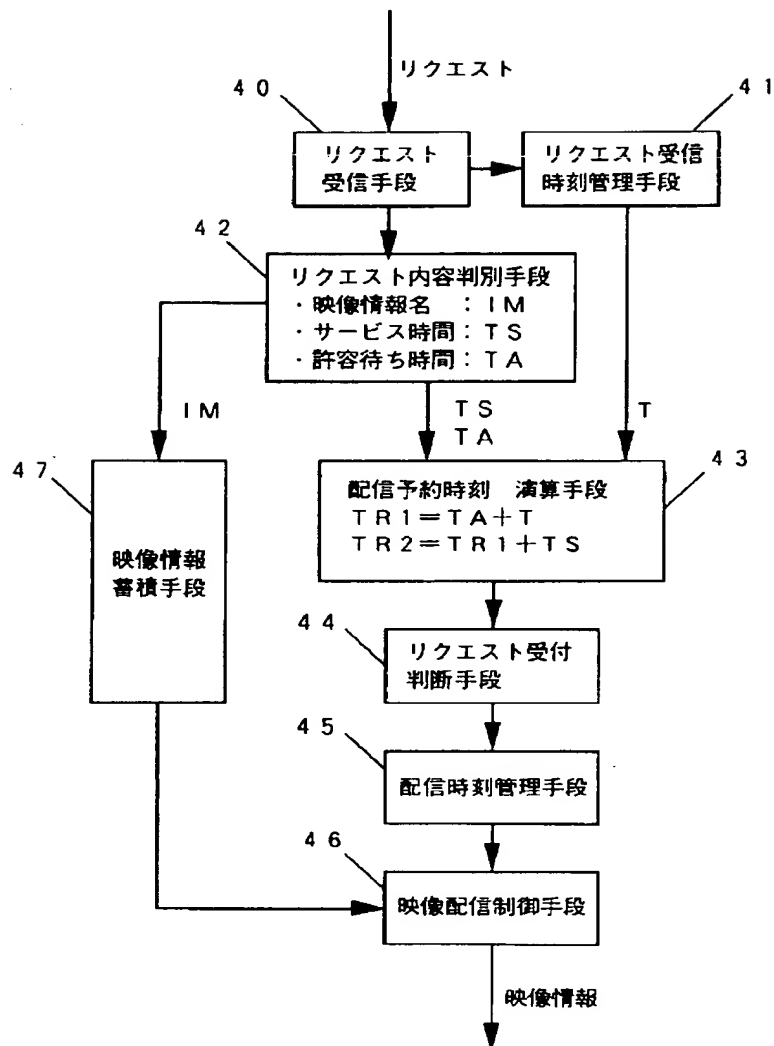 リクエスト
40
41
リクエスト
受信手段
リクエスト受信
時刻管理手段
42
リクエスト内容判別手段
・映像情報名 :IM
・サービス時間:TS
・許容待ち時間:TA
IM
TS
TA
T
47
43
映像情報
蓄積手段
配信予約時刻 演算手段
TR1=TA+T
TR2=TR1+TS
44
リクエスト受付
判断手段
45
配信時刻管理手段
46
映像配信制御手段
映像情報